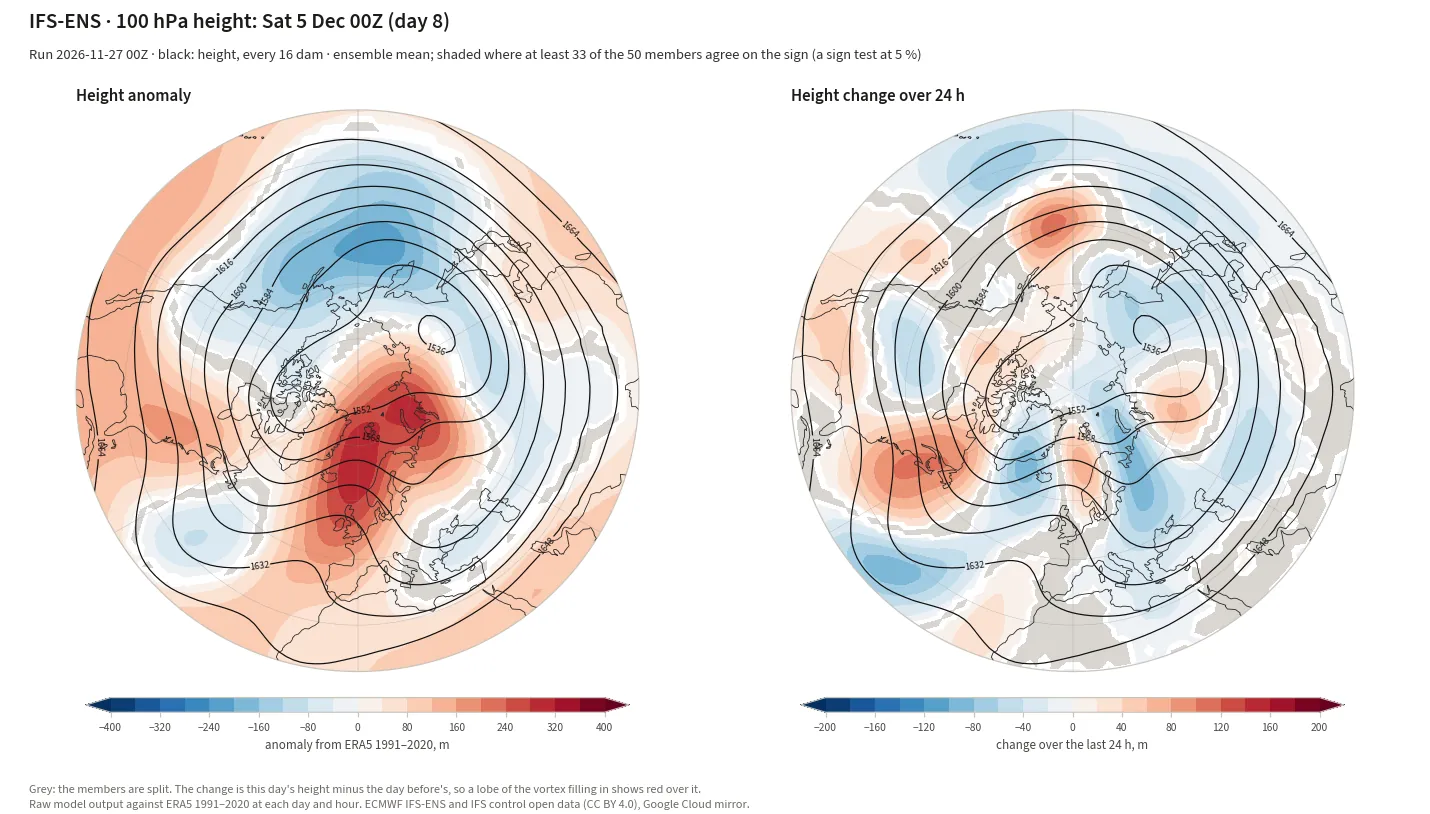 IFS-ENS · 100 hPa height: Sat 5 Dec 00Z (day 8)
Run 2026-11-27 00Z · black: height, every 16 dam · ensemble mean; shaded where at least 33 of the 50 members agree on the sign (a sign test at 5 %)
Height anomaly
Height change over 24 h
1664
1616
1600
1584
1536
1552
1568
1664
1648
1632
1664
1616
1600
1584
1536
1552
1568
1664
1648
1632
−400 −320 −240 −160 −80 0 80 160 240 320 400
anomaly from ERA5 1991–2020, m
−200 −160 −120 −80 −40 0 40 80 120 160 200
change over the last 24 h, m
Grey: the members are split. The change is this day's height minus the day before's, so a lobe of the vortex filling in shows red over it.
Raw model output against ERA5 1991–2020 at each day and hour. ECMWF IFS-ENS and IFS control open data (CC BY 4.0), Google Cloud mirror.